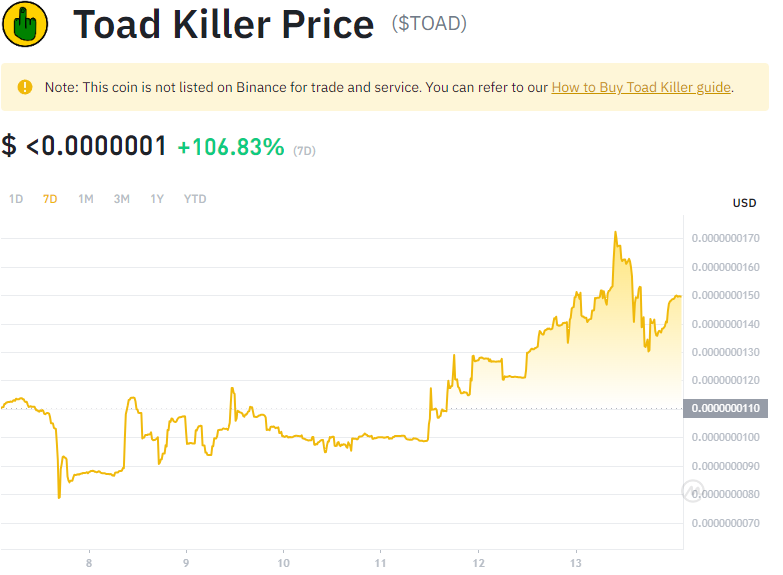 Toad Killer Price ($TOAD)
Note: This coin is not listed on Binance for trade and service. You can refer to our How to Buy Toad Killer guide.
$ <0.0000001 +106.83% (7D)
1D 7D 1M 3M 1Y YTD
USD
0.0000000170
0.0000000160
0.0000000150
0.0000000140
0.0000000130
0.0000000120
0.0000000110
0.0000000100
0.0000000090
0.0000000080
0.0000000070
8 9 10 11 12 13